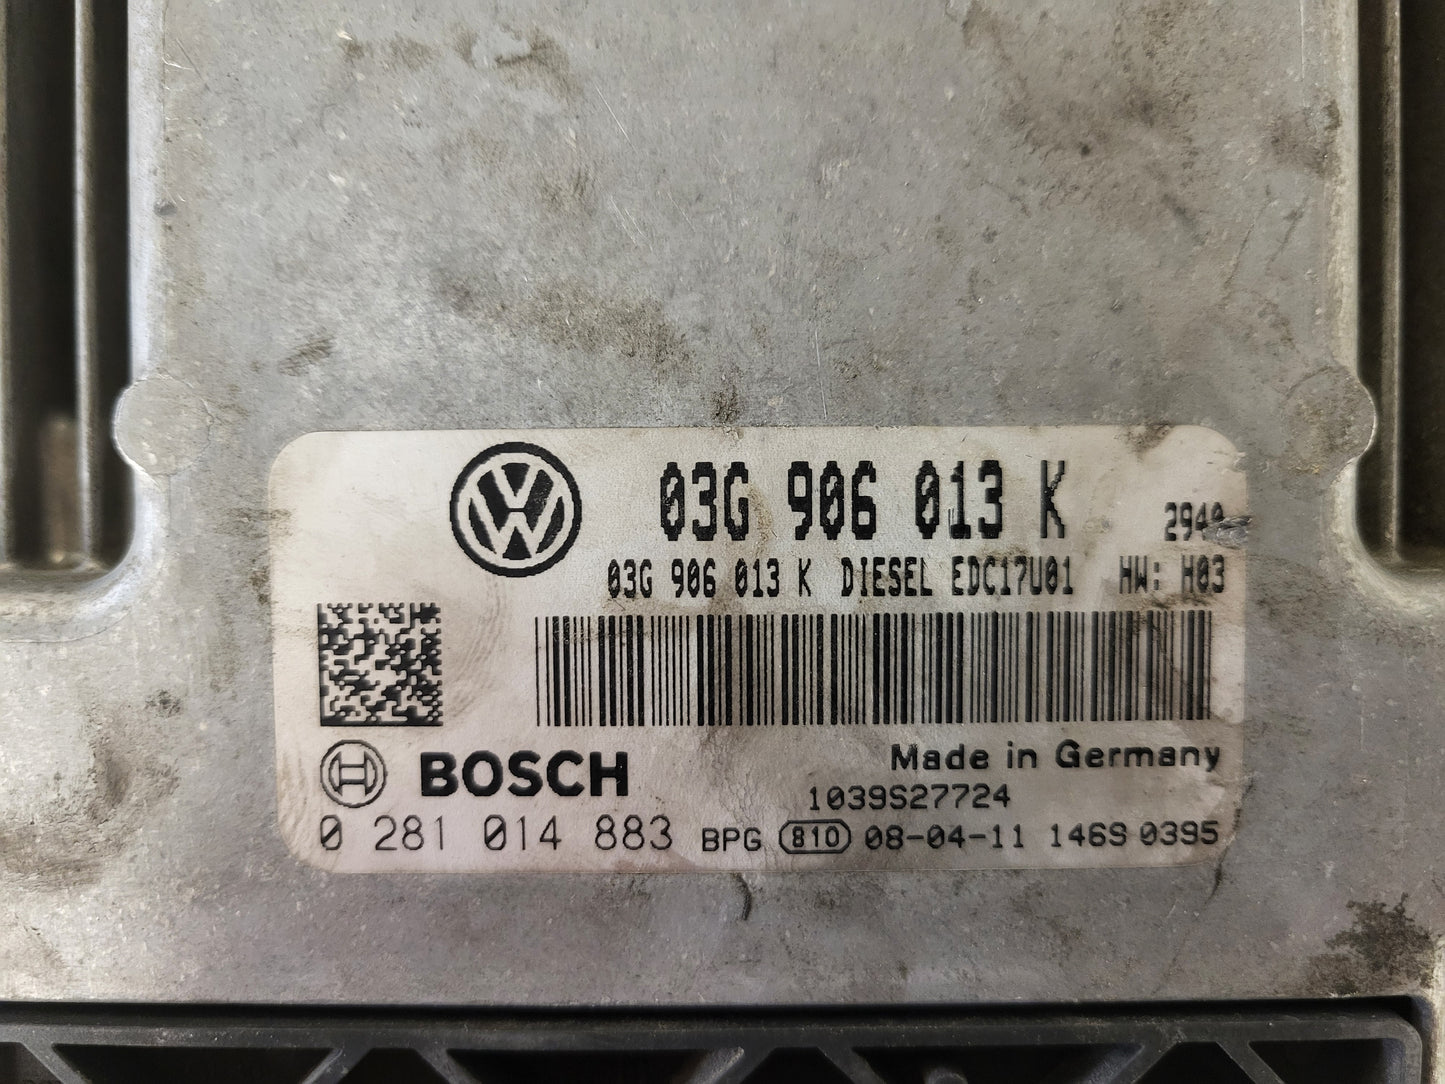 03G 906 013 K
03G 906 013 K DIESEL EDC17U01 HW: H03
BOSCH
Made in Germany
1039S27724
0 281 014 883 BPG 810 08-04-11 146S 0395